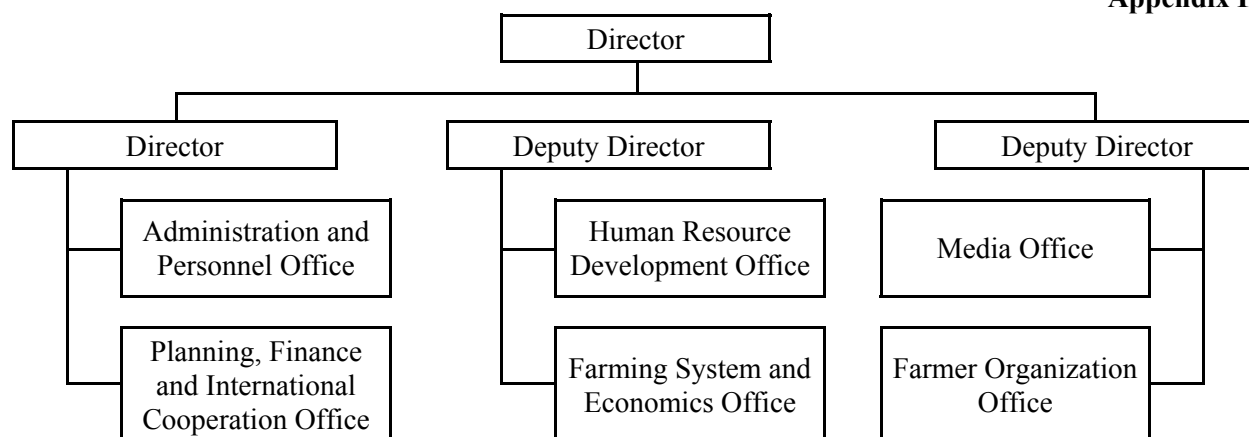 Director
Director
Deputy Director
Deputy Director
Administration and
Personnel Office
Human Resource
Development Office
Media Office
Planning, Finance
and International
Cooperation Office
Farming System and
Economics Office
Farmer Organization
Office